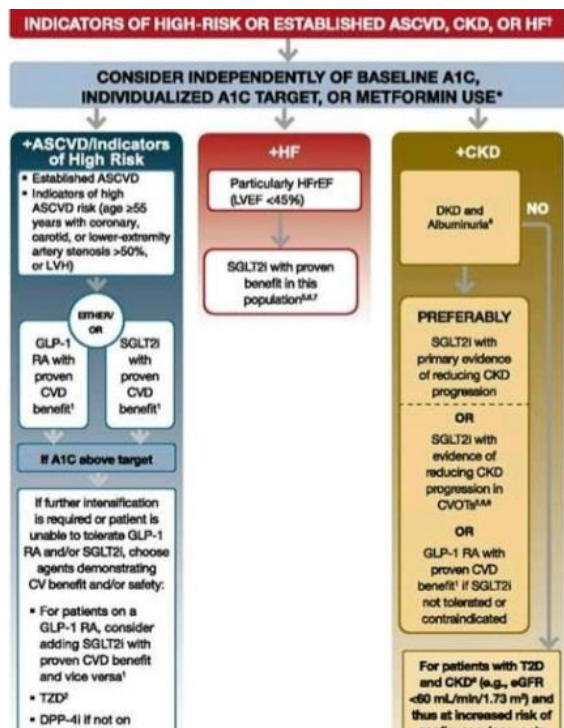 INDICATORS OF HIGH-RISK OR ESTABLISHED ASCVD, CKD, OR HF†
CONSIDER INDEPENDENTLY OF BASELINE A1C,
INDIVIDUALIZED A1C TARGET, OR METFORMIN USE*
+ASCVD/Indicators
of High Risk
▪ Established ASCVD
▪ Indicators of high
ASCVD risk (age ≥55
years with coronary,
carotid, or lower-extremity
artery stenosis >50%,
or LVH)
EITHER/
OR
GLP-1
RA with
proven
CVD
benefit¹
SGLT2i
with
proven
CVD
benefit¹
If A1C above target
If further intensification
is required or patient is
unable to tolerate GLP-1
RA and/or SGLT2i, choose
agents demonstrating
CV benefit and/or safety:
▪ For patients on a
GLP-1 RA, consider
adding SGLT2i with
proven CVD benefit
and vice versa¹
▪ TZD²
▪ DPP-4i if not on
+HF
Particularly HFrEF
(LVEF <45%)
SGLT2i with proven
benefit in this
population
+CKD
DKD and
Albuminuria
NO
PREFERABLY
SGLT2i with
primary evidence
of reducing CKD
progression
OR
SGLT2i with
evidence of
reducing CKD
progression in
CVOTs
OR
GLP-1 RA with
proven CVD
benefit¹ if SGLT2i
not tolerated or
contraindicated
For patients with T2D
and CKD (e.g., eGFR
<60 mL/min/1.73 m²) and
thus at increased risk of